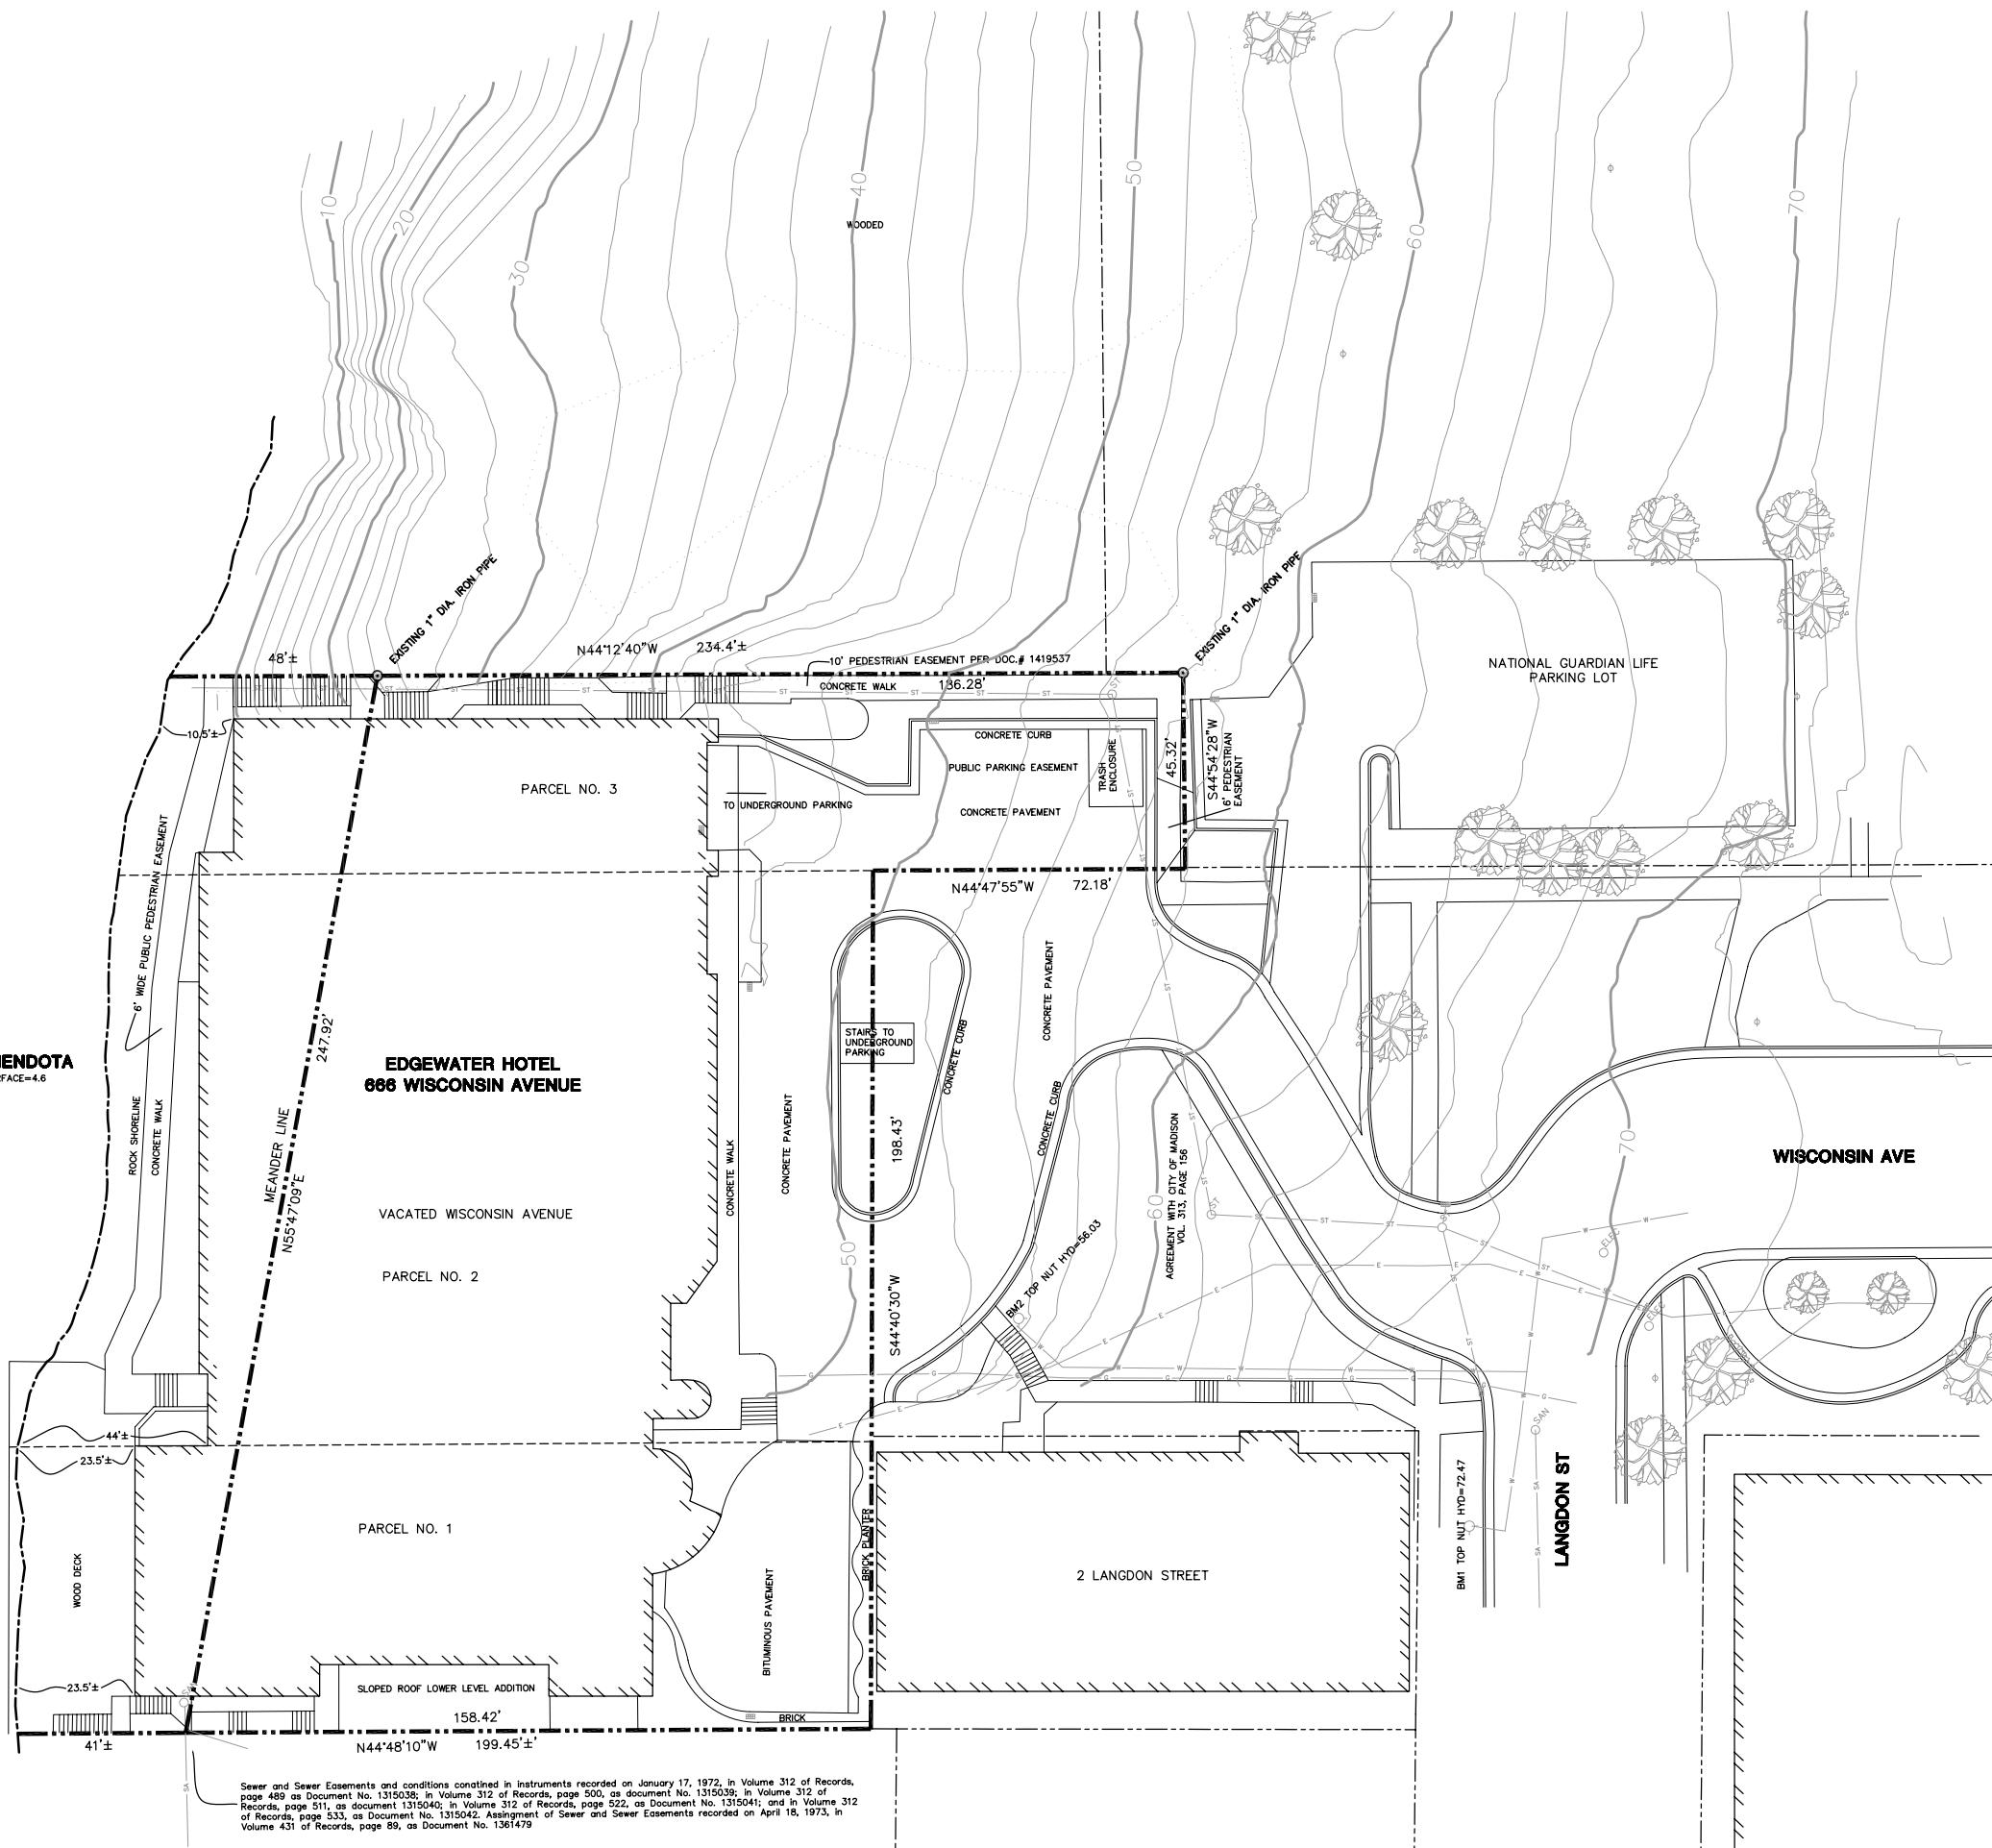 10
20
30
40
50
60
70
WOODED
EXISTING 1" DIA. IRON PIPE
EXISTING 1" DIA. IRON PIPE
48'±
N44°12'40"W 234.4'±
10' PEDESTRIAN EASEMENT PER DOC.# 1419537
CONCRETE WALK 186.28'
NATIONAL GUARDIAN LIFE
PARKING LOT
10.5'±
CONCRETE CURB
PUBLIC PARKING EASEMENT
TRASH
ENCLOSURE
45.32'
S44°54'28"W
6' PEDESTRIAN
EASEMENT
PARCEL NO. 3
TO UNDERGROUND PARKING
CONCRETE PAVEMENT
N44°47'55"W 72.18'
6' WIDE PUBLIC PEDESTRIAN EASEMENT
247.92'
MEANDER LINE
N55°47'09"E
ENDOTA
FACE=4.6
EDGEWATER HOTEL
666 WISCONSIN AVENUE
ROCK SHORELINE
CONCRETE WALK
STAIRS TO
UNDERGROUND
PARKING
CONCRETE CURB
CONCRETE PAVEMENT
CONCRETE CURB
CONCRETE PAVEMENT
CONCRETE WALK
198.43'
S44°40'30"W
AGREEMENT WITH CITY OF MADISON
VOL. 313, PAGE 156
WISCONSIN AVE
70
60
50
VACATED WISCONSIN AVENUE
PARCEL NO. 2
BM2 TOP NUT HYD=56.03
ELEC
ELEC
SAN
44'±
23.5'±
WOOD DECK
PARCEL NO. 1
BRICK PLANTER
BITUMINOUS PAVEMENT
2 LANGDON STREET
BM1 TOP NUT HYD=72.47
LANGDON ST
23.5'±
SLOPED ROOF LOWER LEVEL ADDITION
158.42'
BRICK
41'±
N44°48'10"W 199.45'±'
Sewer and Sewer Easements and conditions conatined in instruments recorded on January 17, 1972, in Volume 312 of Records,
page 489 as Document No. 1315038; in Volume 312 of Records, page 500, as document No. 1315039; in Volume 312 of
Records, page 511, as document 1315040; in Volume 312 of Records, page 522, as Document No. 1315041; and in Volume 312
of Records, page 533, as Document No. 1315042. Assingment of Sewer and Sewer Easements recorded on April 18, 1973, in
Volume 431 of Records, page 89, as Document No. 1361479